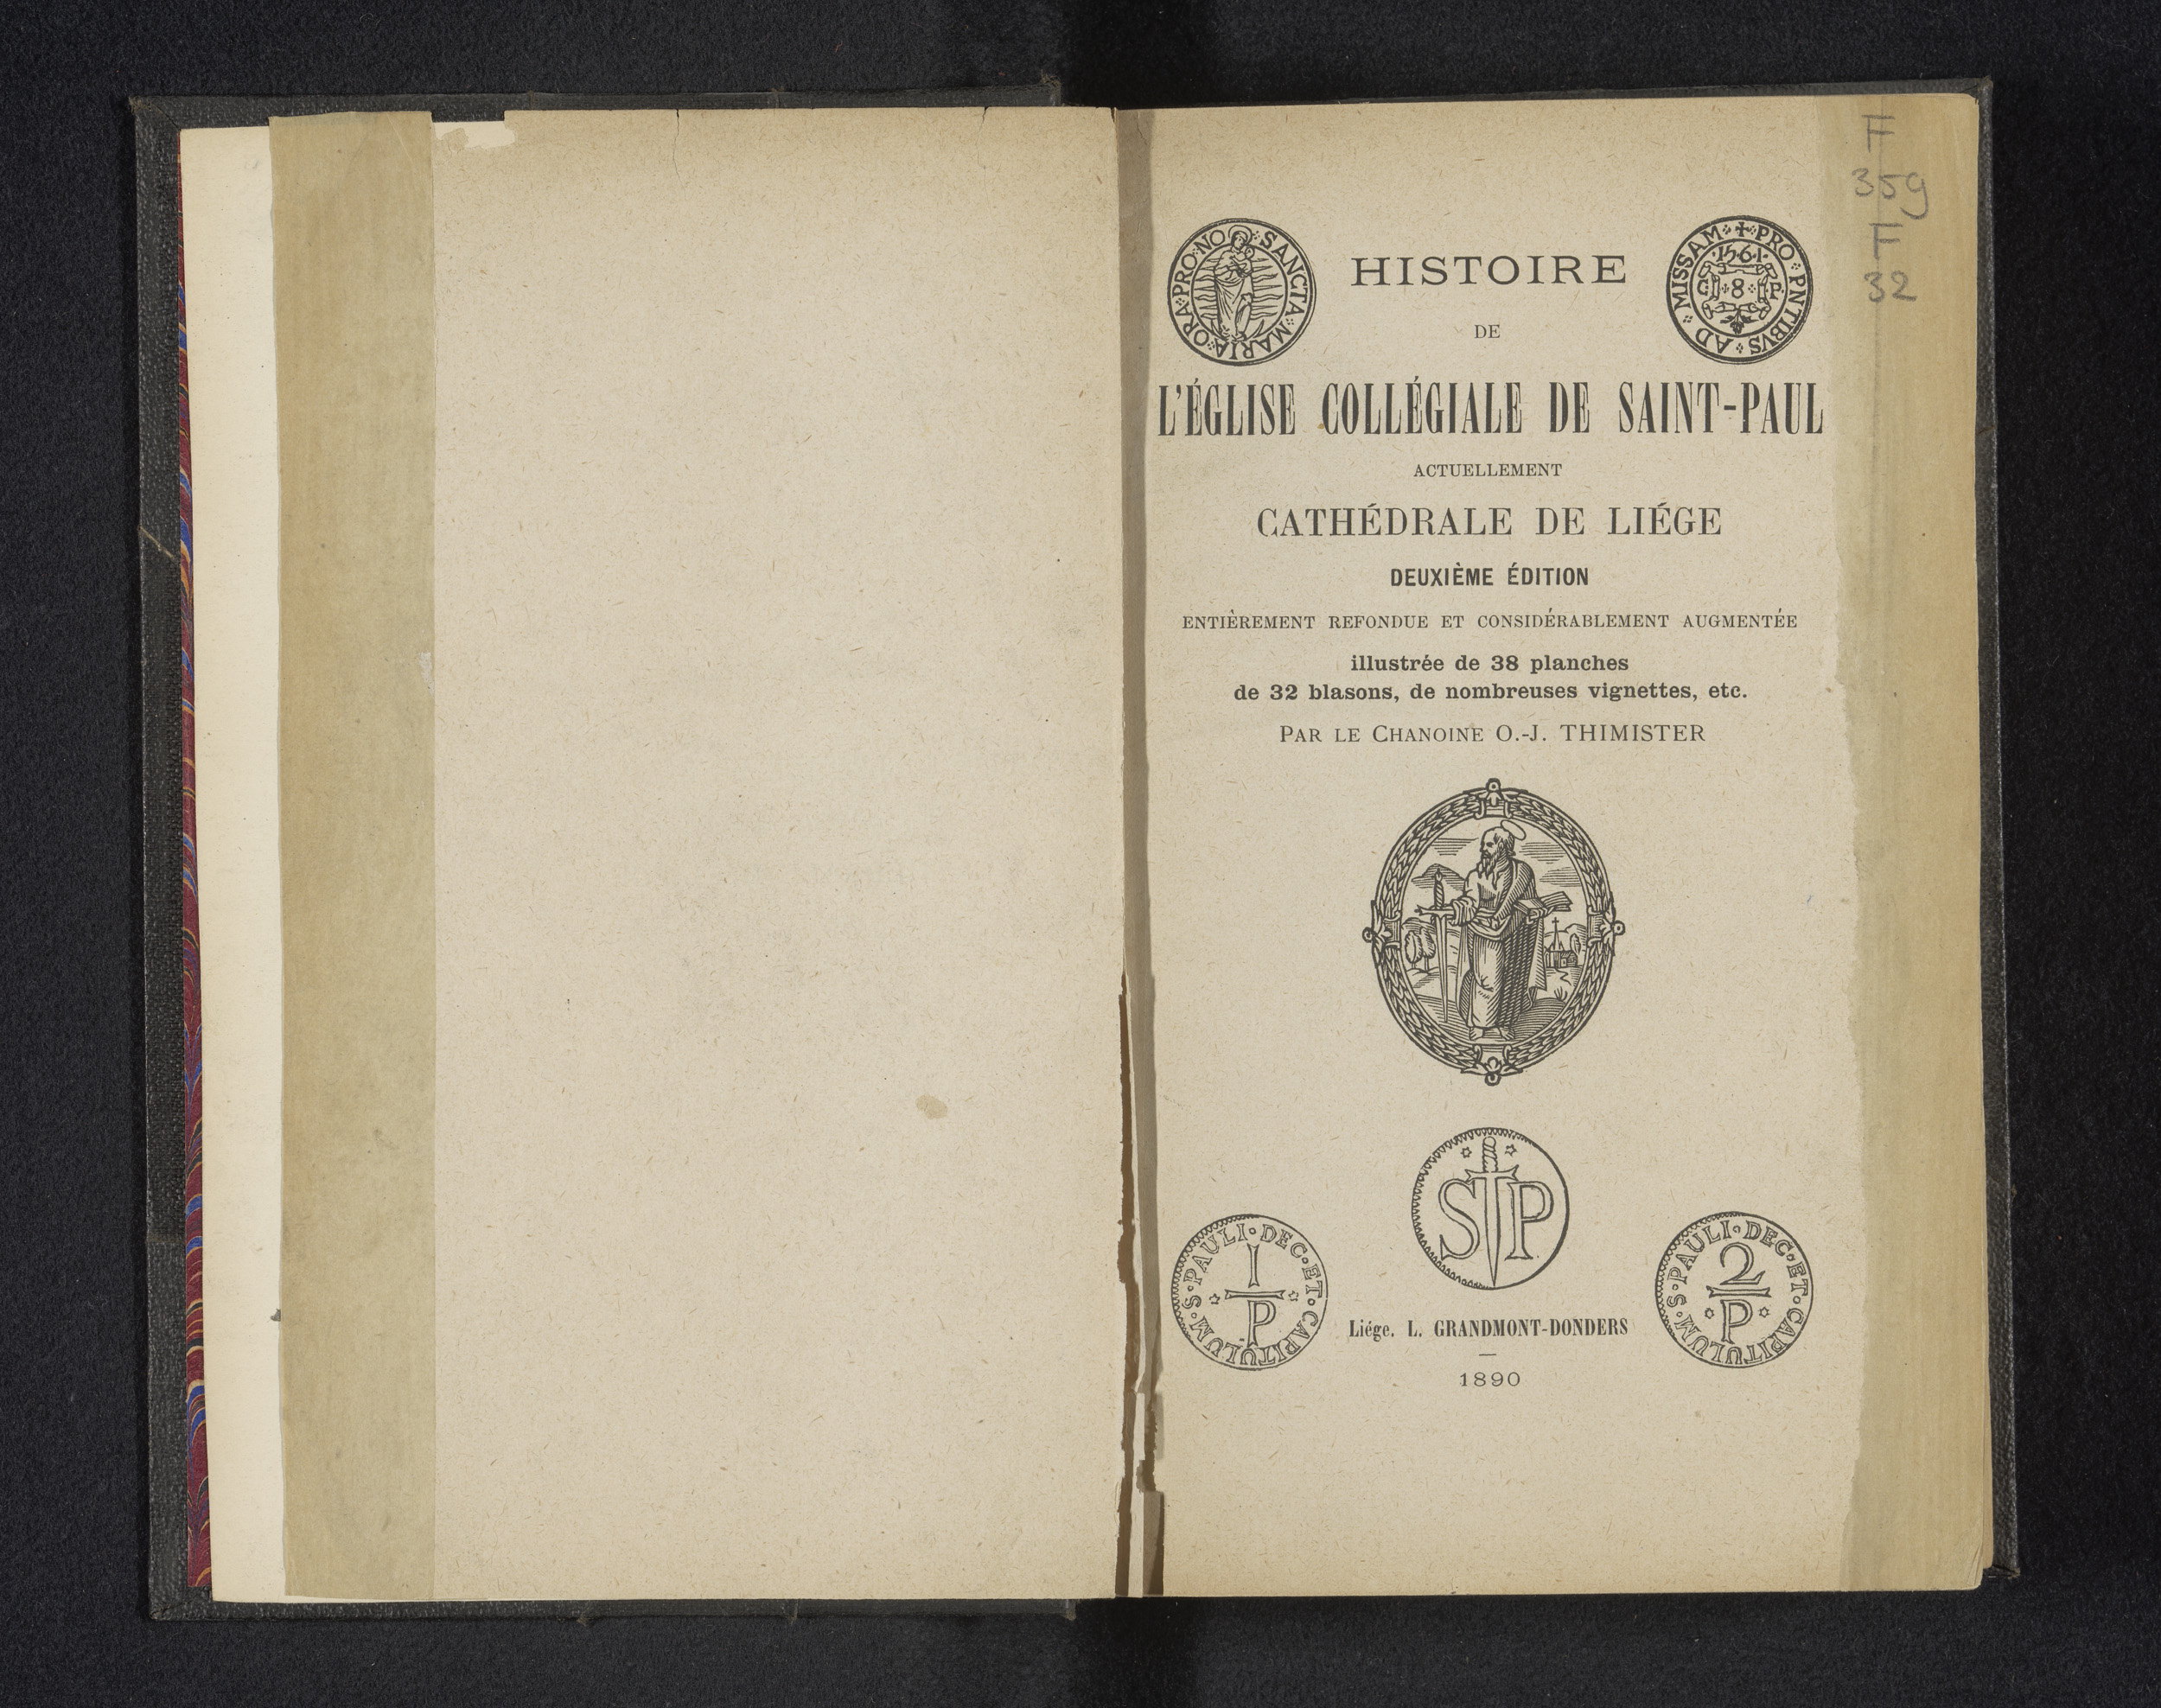 F
359
F
32
SANCTA MARIA ORA PRO NO
HISTOIRE
✝ PRO PNTIBVS AD MISSAM
1561
G 8 P
DE
L'ÉGLISE COLLÉGIALE DE SAINT-PAUL
ACTUELLEMENT
CATHÉDRALE DE LIÉGE
DEUXIÈME ÉDITION
ENTIÈREMENT REFONDUE ET CONSIDÉRABLEMENT AUGMENTÉE
illustrée de 38 planches
de 32 blasons, de nombreuses vignettes, etc.
PAR LE CHANOINE O.-J. THIMISTER
S P
S·PAULI·DEC·ET·CAPITULUM·
1
P
S·PAULI·DEC·ET·CAPITULUM·
2
P
Liége. L. GRANDMONT-DONDERS
1890